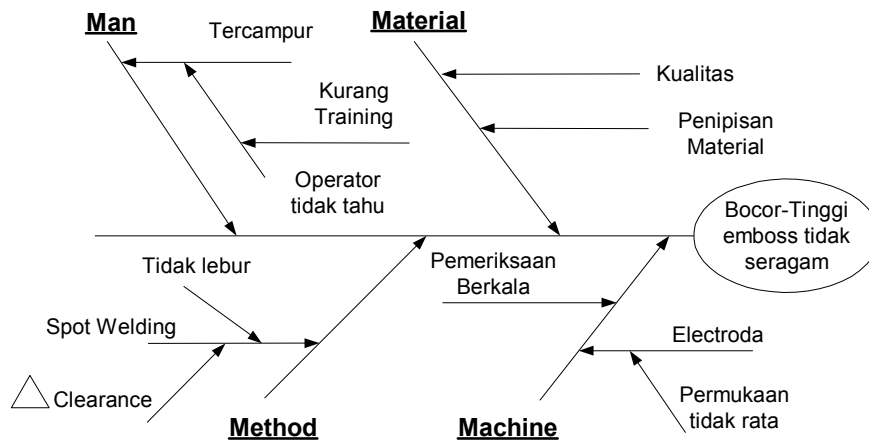 Man
Tercampur
Material
Kualitas
Kurang
Training
Penipisan
Material
Operator
tidak tahu
Bocor-Tinggi
emboss tidak
seragam
Tidak lebur
Pemeriksaan
Berkala
Spot Welding
Electroda
Clearance
Permukaan
tidak rata
Method
Machine